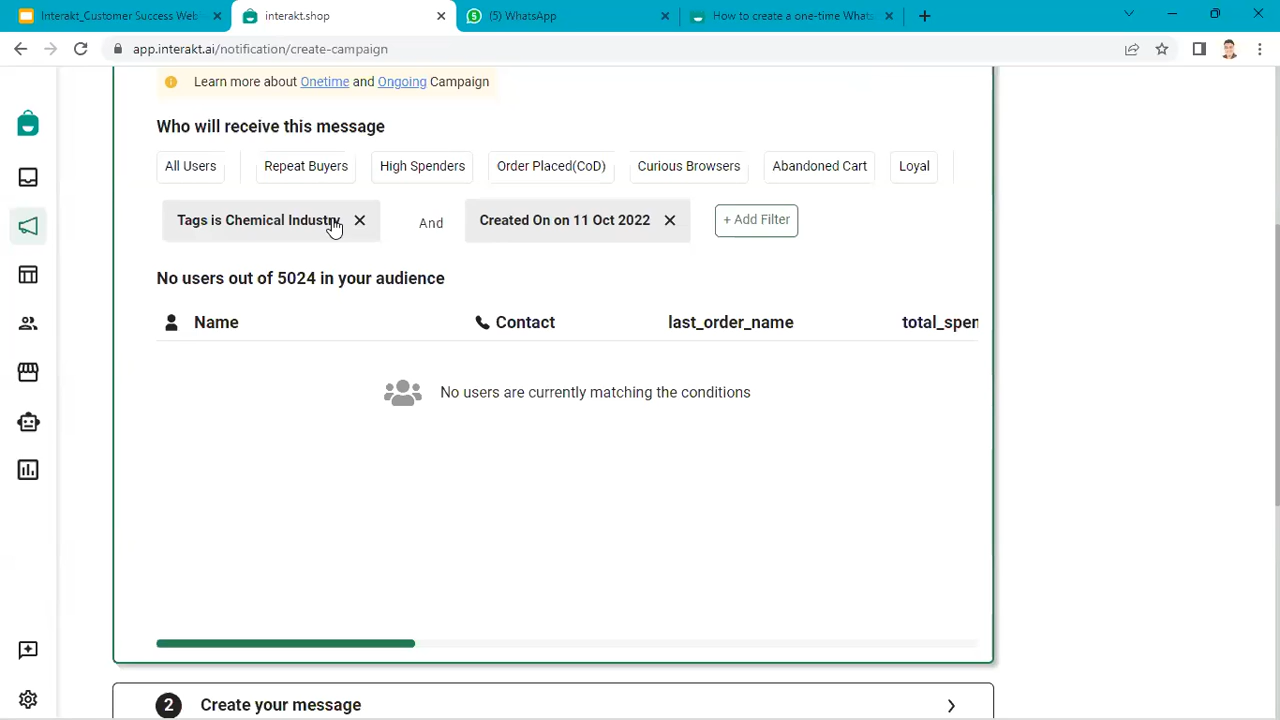 Interakt_Customer Success Web
interakt.shop
(5) WhatsApp
How to create a one-time Whats
app.interakt.ai/notification/create-campaign
Learn more about Onetime and Ongoing Campaign
Who will receive this message
All Users
Repeat Buyers
High Spenders
Order Placed(CoD)
Curious Browsers
Abandoned Cart
Loyal
Tags is Chemical Industry
And
Created On on 11 Oct 2022
+ Add Filter
No users out of 5024 in your audience
Name
Contact
last_order_name
total_spen
No users are currently matching the conditions
2 Create your message